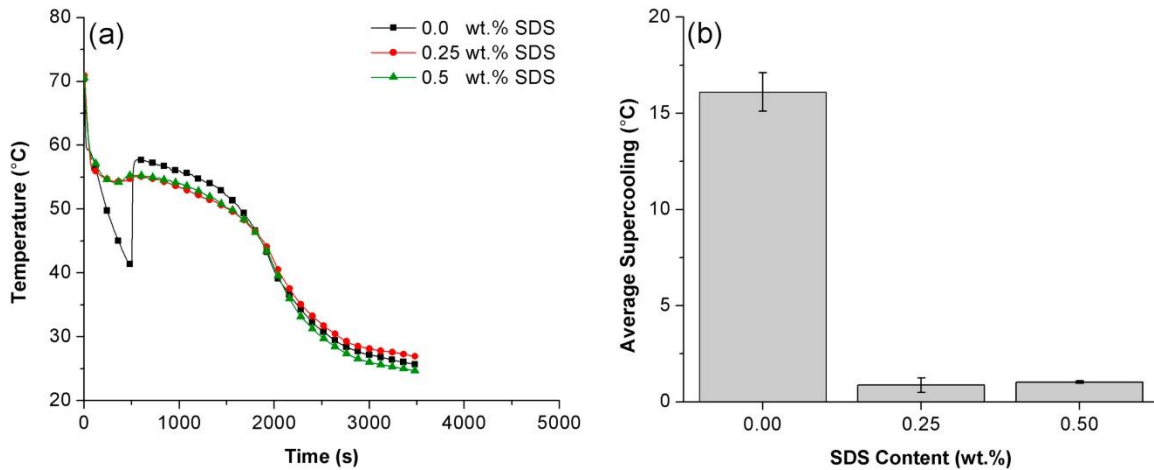 (a)
0.0 wt.% SDS
0.25 wt.% SDS
0.5 wt.% SDS
80
70
60
50
40
30
20
Temperature (°C)
0 1000 2000 3000 4000 5000
Time (s)
(b)
20
15
10
5
0
Average Supercooling (°C)
0.00 0.25 0.50
SDS Content (wt.%)